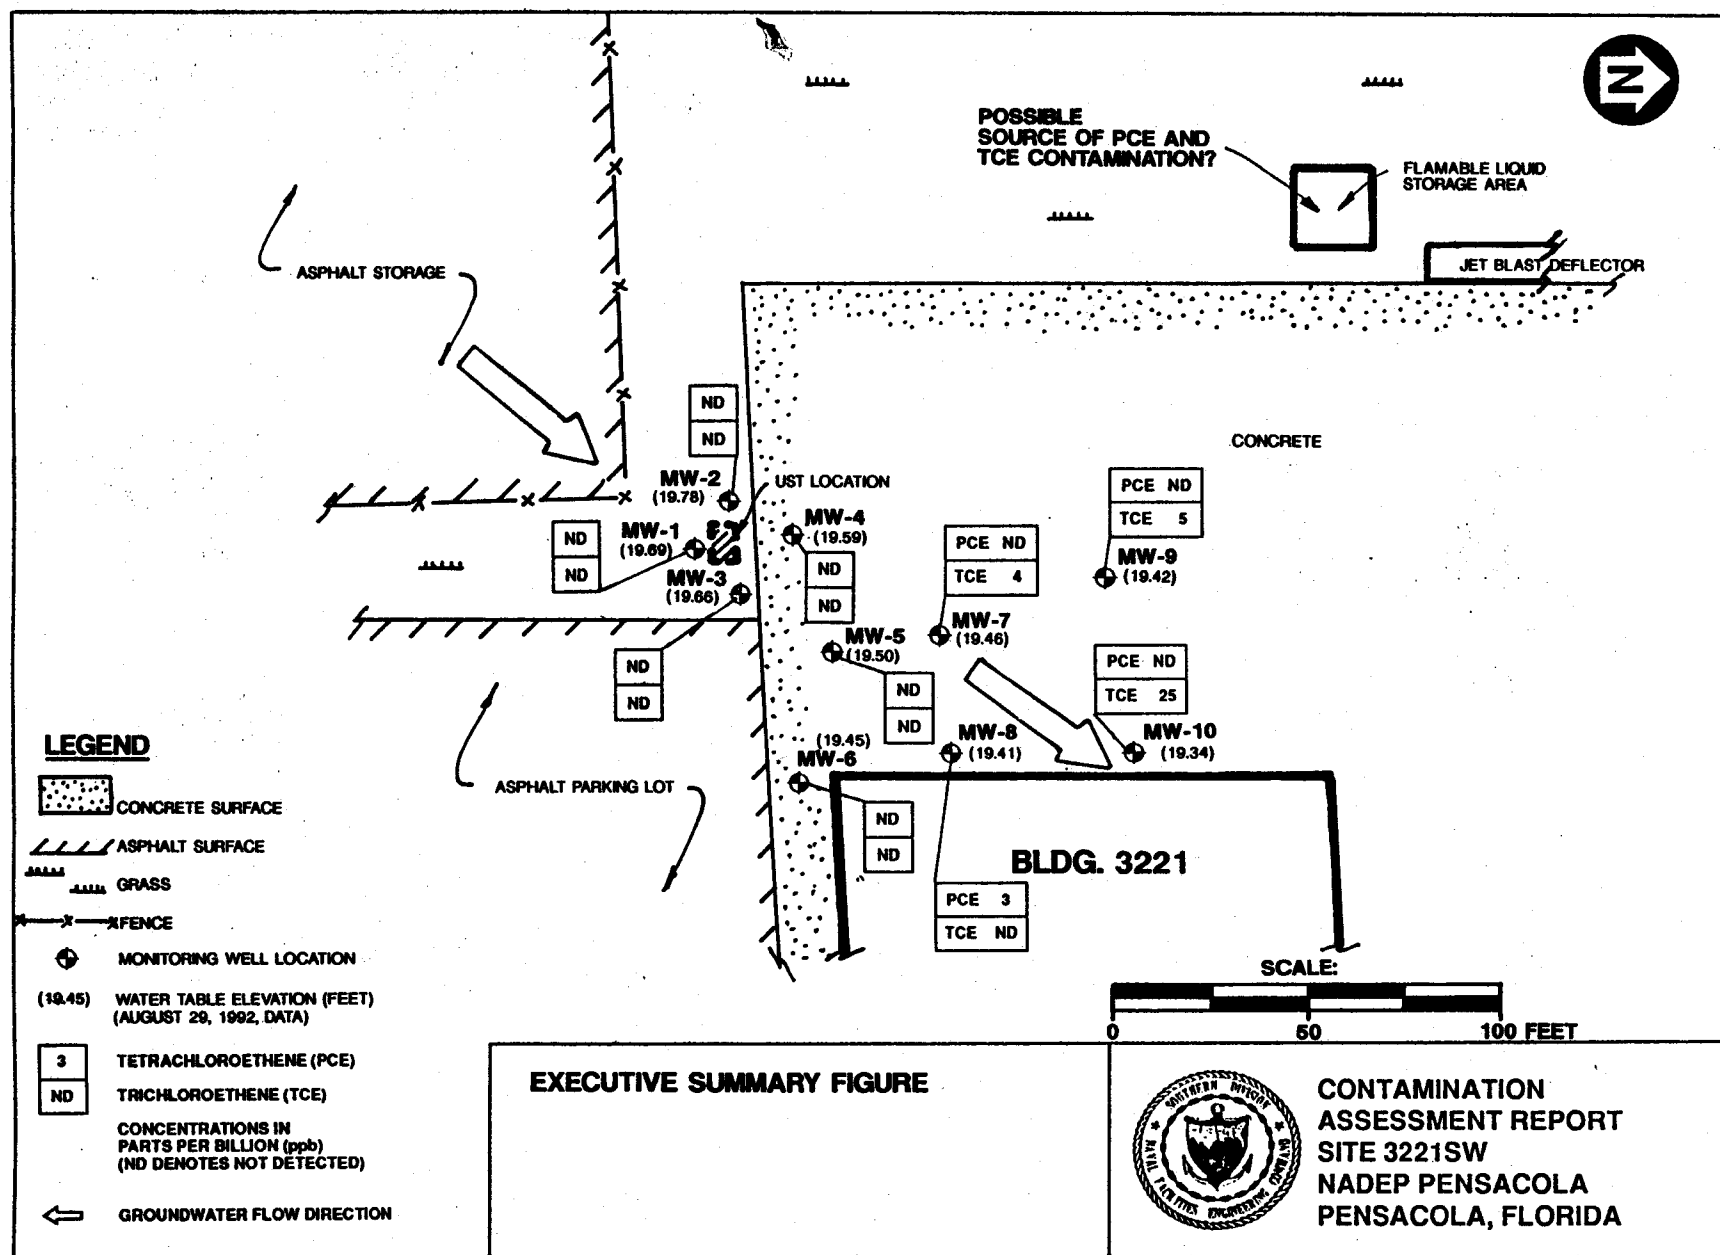 N
POSSIBLE
SOURCE OF PCE AND
TCE CONTAMINATION?
FLAMABLE LIQUID
STORAGE AREA
JET BLAST DEFLECTOR
ASPHALT STORAGE
CONCRETE
ND
ND
MW-2
(19.78)
UST LOCATION
ND
ND
MW-1
(19.69)
MW-3
(19.66)
MW-4
(19.59)
ND
ND
PCE ND
TCE 4
PCE ND
TCE 5
MW-9
(19.42)
MW-7
(19.46)
MW-5
(19.50)
ND
ND
ND
ND
PCE ND
TCE 25
MW-8
(19.41)
MW-10
(19.34)
(19.45)
MW-6
ASPHALT PARKING LOT
ND
ND
BLDG. 3221
PCE 3
TCE ND
LEGEND
CONCRETE SURFACE
ASPHALT SURFACE
GRASS
FENCE
MONITORING WELL LOCATION
(19.45) WATER TABLE ELEVATION (FEET)
(AUGUST 29, 1992, DATA)
3 TETRACHLOROETHENE (PCE)
ND TRICHLOROETHENE (TCE)
CONCENTRATIONS IN
PARTS PER BILLION (ppb)
(ND DENOTES NOT DETECTED)
GROUNDWATER FLOW DIRECTION
SCALE:
0 50 100 FEET
EXECUTIVE SUMMARY FIGURE
SOUTHERN DIVISION
NAVAL FACILITIES ENGINEERING COMMAND
CONTAMINATION
ASSESSMENT REPORT
SITE 3221SW
NADEP PENSACOLA
PENSACOLA, FLORIDA